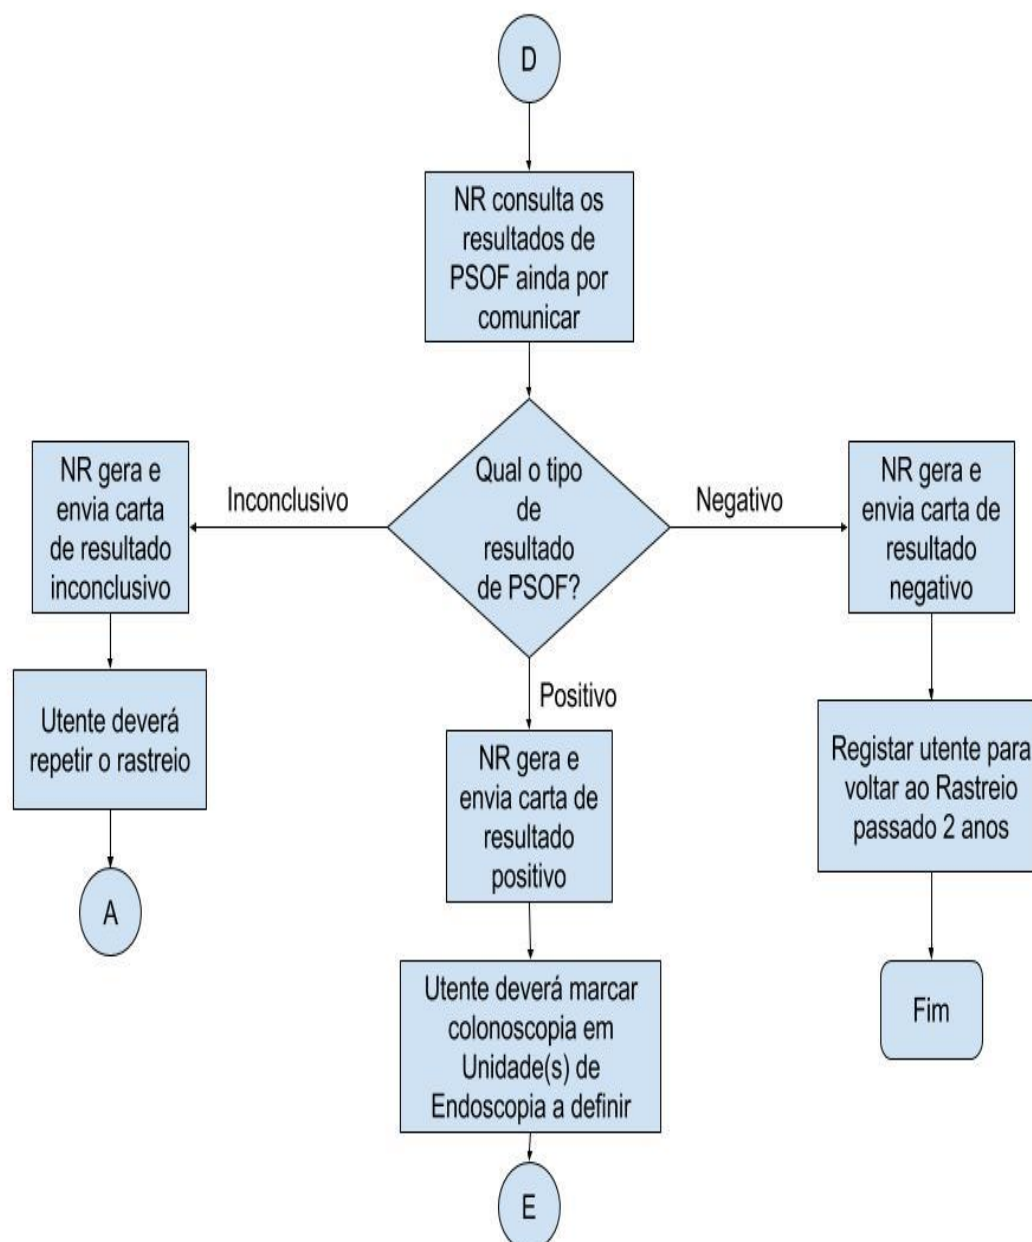 D
NR consulta os
resultados de
PSOF ainda por
comunicar
Qual o tipo
de
resultado
de PSOF?
Inconclusivo
NR gera e
envia carta
de resultado
inconclusivo
Utente deverá
repetir o rastreio
A
Positivo
NR gera e
envia carta de
resultado
positivo
Utente deverá marcar
colonoscopia em
Unidade(s) de
Endoscopia a definir
E
Negativo
NR gera e
envia carta de
resultado
negativo
Registar utente para
voltar ao Rastreio
passado 2 anos
Fim